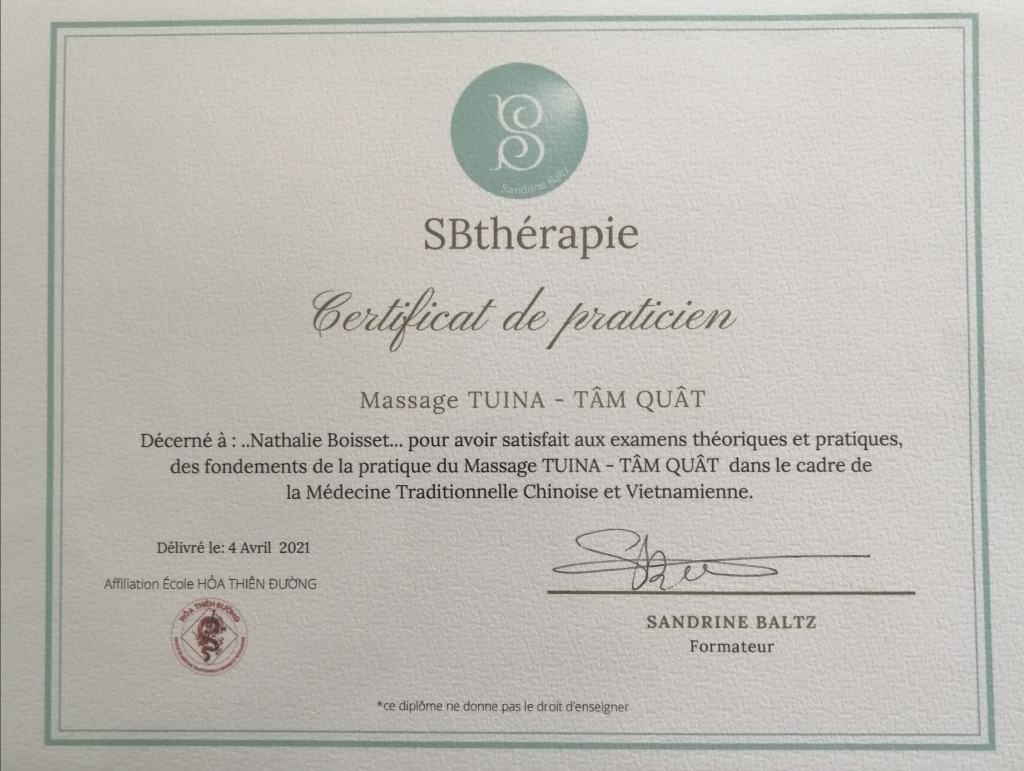 Sandrine Baltz
SBthérapie
Certificat de praticien
Massage TUINA - TÂM QUÂT
Décerné à : ..Nathalie Boisset... pour avoir satisfait aux examens théoriques et pratiques,
des fondements de la pratique du Massage TUINA - TÂM QUÂT dans le cadre de
la Médecine Traditionnelle Chinoise et Vietnamienne.
Délivré le: 4 Avril 2021
Affiliation École HỎA THIÊN ĐƯỜNG
HỎA THIÊN ĐƯỜNG
SANDRINE BALTZ
Formateur
*ce diplôme ne donne pas le droit d'enseigner